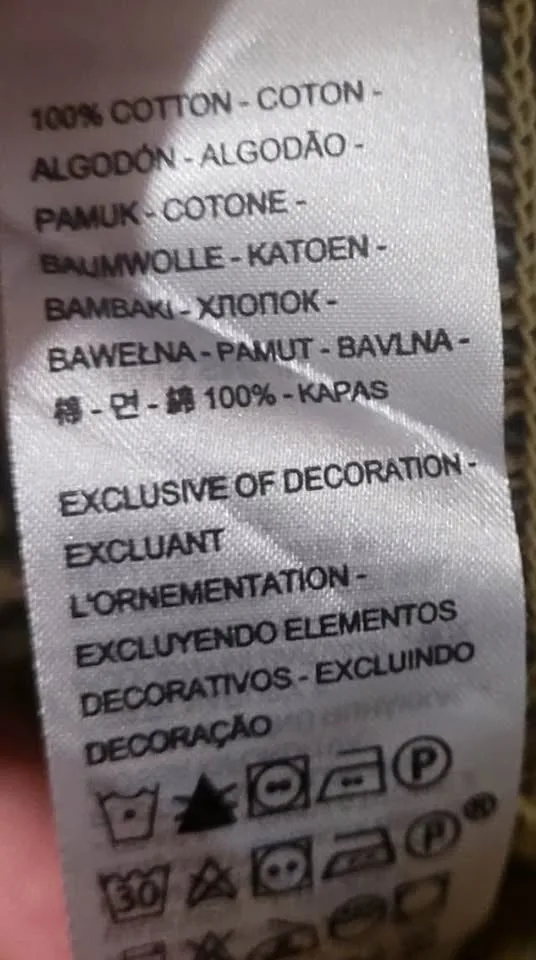 100% COTTON - COTON -
ALGODÓN - ALGODÃO -
PAMUK - COTONE -
BAUMWOLLE - KATOEN -
BAMBAKI - ХЛОПОК -
BAWEŁNA - PAMUT - BAVLNA -
棉 - 면 - 綿 100% - KAPAS
EXCLUSIVE OF DECORATION -
EXCLUANT
L'ORNEMENTATION -
EXCLUYENDO ELEMENTOS
DECORATIVOS - EXCLUINDO
DECORAÇÃO
P
30 P ®